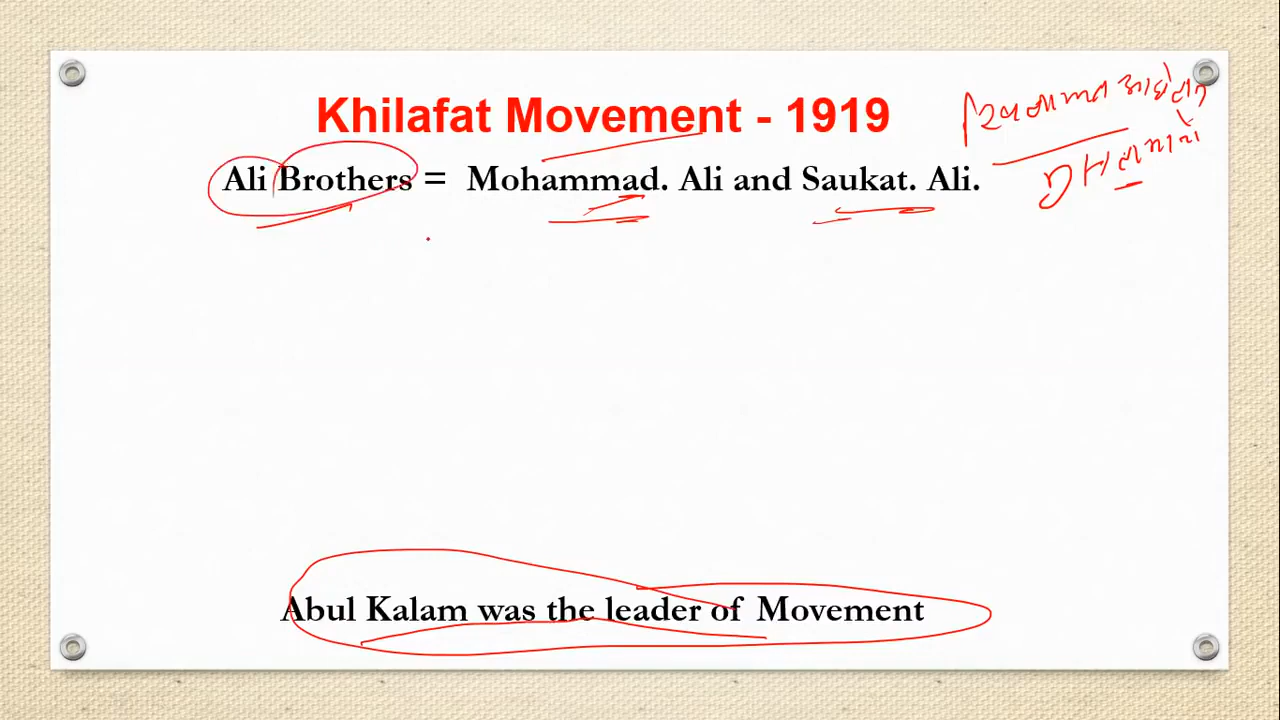 Khilafat Movement - 1919
Ali Brothers = Mohammad. Ali and Saukat. Ali.
Abul Kalam was the leader of Movement